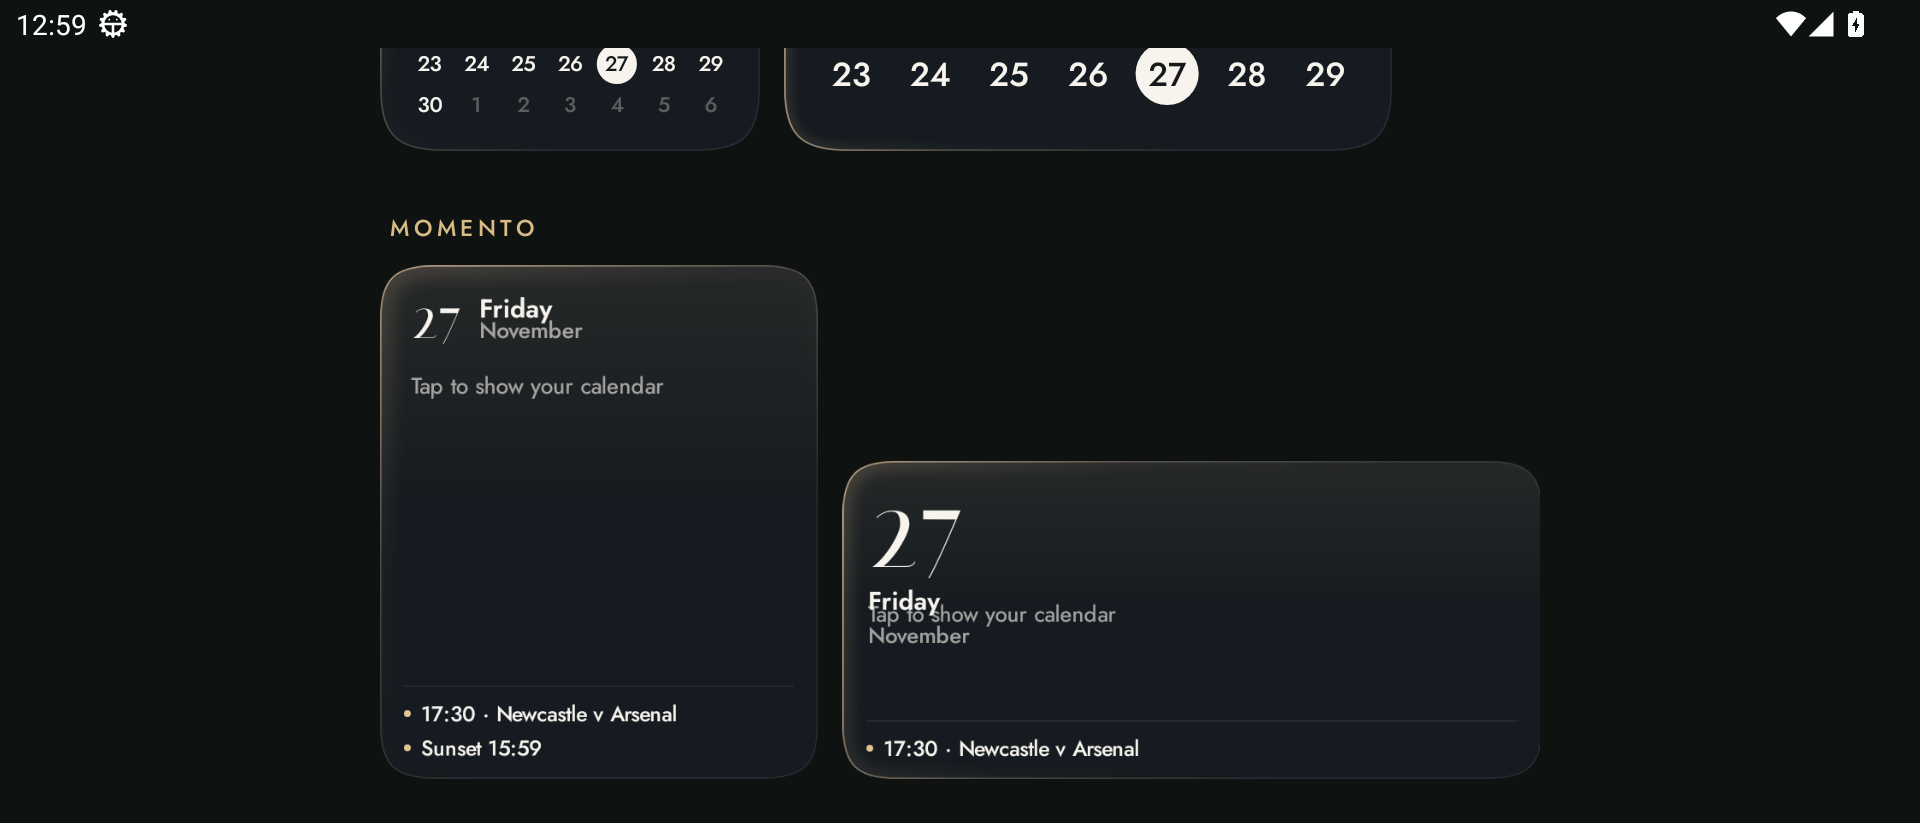 12:59
23 24 25 26 27 28 29
30 1 2 3 4 5 6
23 24 25 26 27 28 29
MOMENTO
27 Friday
November
Tap to show your calendar
17:30 · Newcastle v Arsenal
Sunset 15:59
27
Friday
Tap to show your calendar
November
17:30 · Newcastle v Arsenal